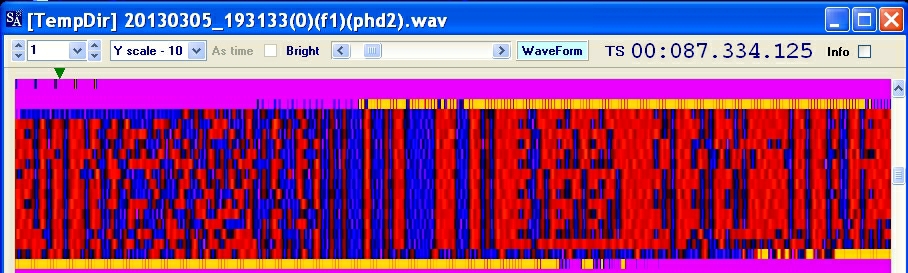 SA [TempDir] 20130305_193133(0)(f1)(phd2).wav
1 Y scale - 10 As time Bright WaveForm TS 00:087.334.125 Info